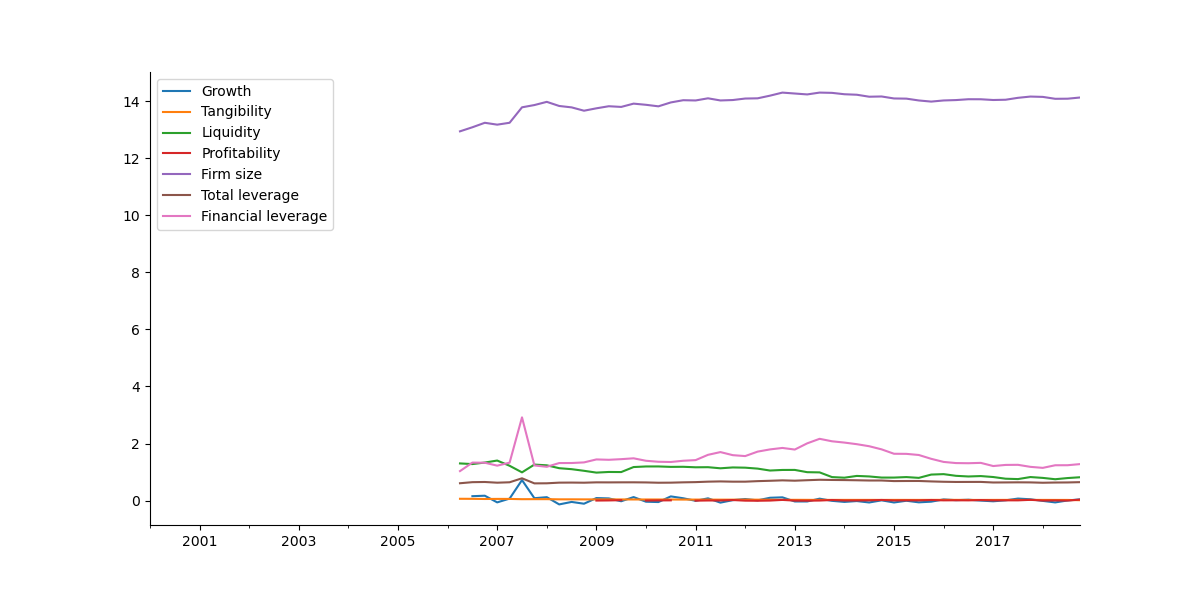 Growth
Tangibility
Liquidity
Profitability
Firm size
Total leverage
Financial leverage
14
12
10
8
6
4
2
0
2001 2003 2005 2007 2009 2011 2013 2015 2017